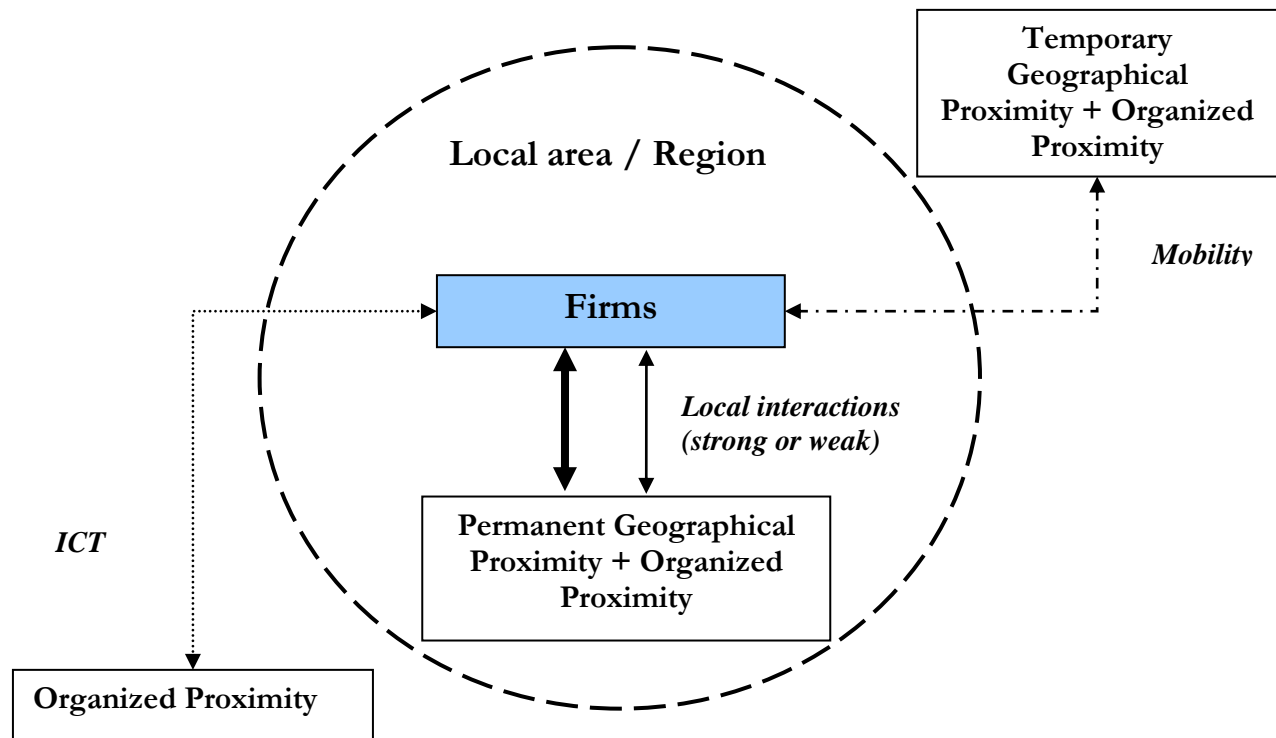 Temporary
Geographical
Proximity + Organized
Proximity
Local area / Region
Mobility
Firms
Local interactions
(strong or weak)
Permanent Geographical
Proximity + Organized
Proximity
ICT
Organized Proximity